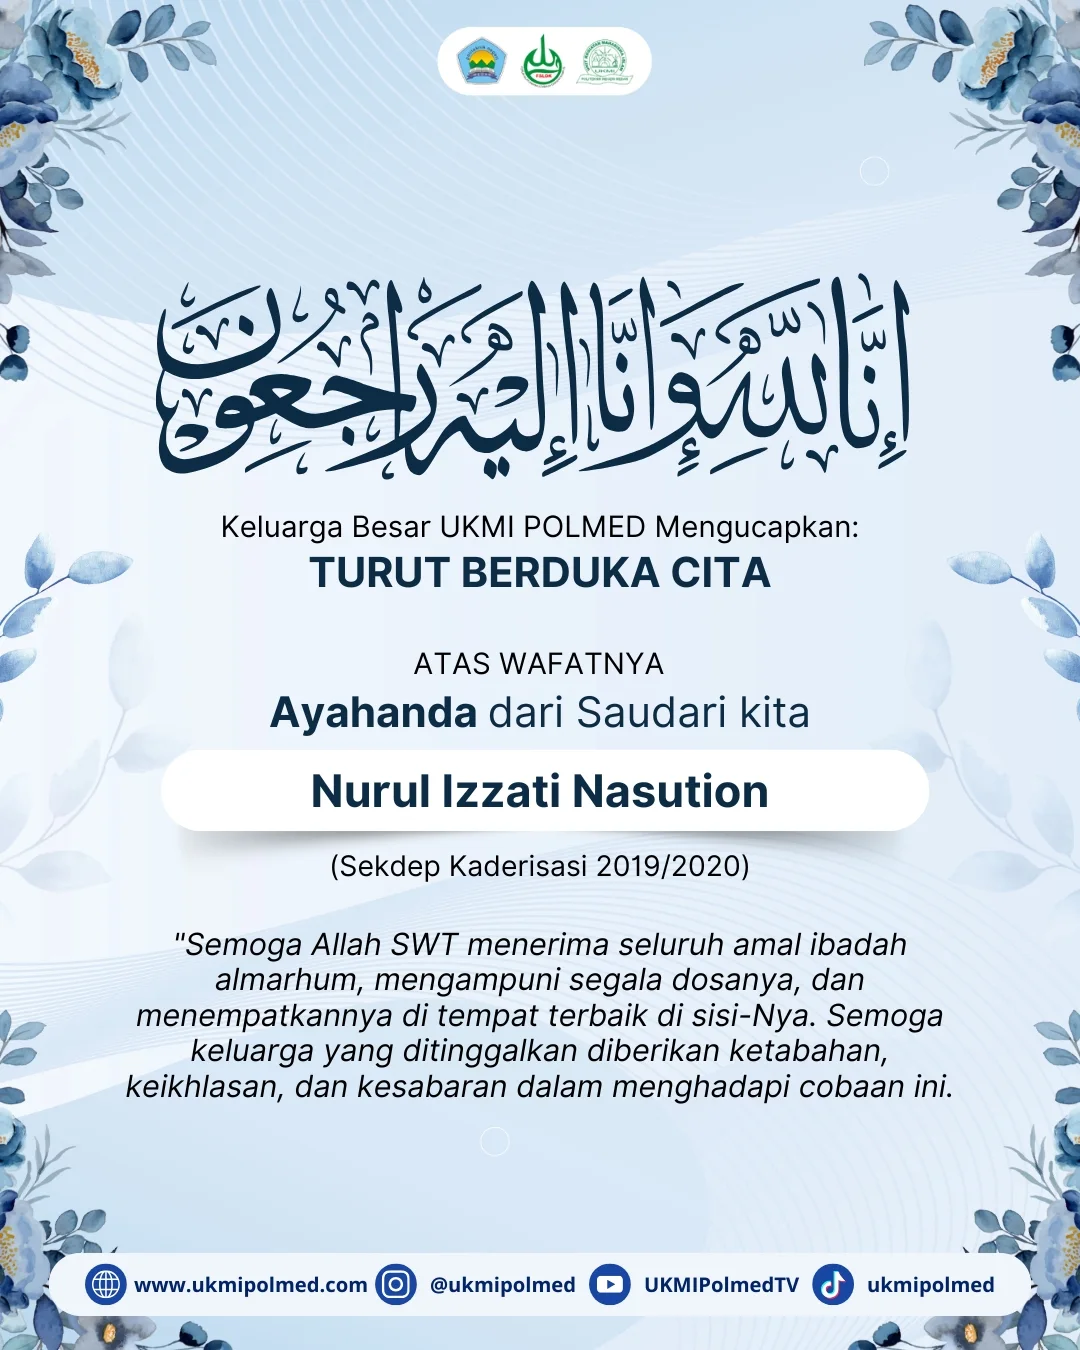 إِنَّا لِلَّهِ وَإِنَّا إِلَيْهِ رَاجِعُونَ
Keluarga Besar UKMI POLMED Mengucapkan:
TURUT BERDUKA CITA
ATAS WAFATNYA
Ayahanda dari Saudari kita
Nurul Izzati Nasution
(Sekdep Kaderisasi 2019/2020)
"Semoga Allah SWT menerima seluruh amal ibadah
almarhum, mengampuni segala dosanya, dan
menempatkannya di tempat terbaik di sisi-Nya. Semoga
keluarga yang ditinggalkan diberikan ketabahan,
keikhlasan, dan kesabaran dalam menghadapi cobaan ini.
www.ukmipolmed.com @ukmipolmed UKMIPolmedTV ukmipolmed